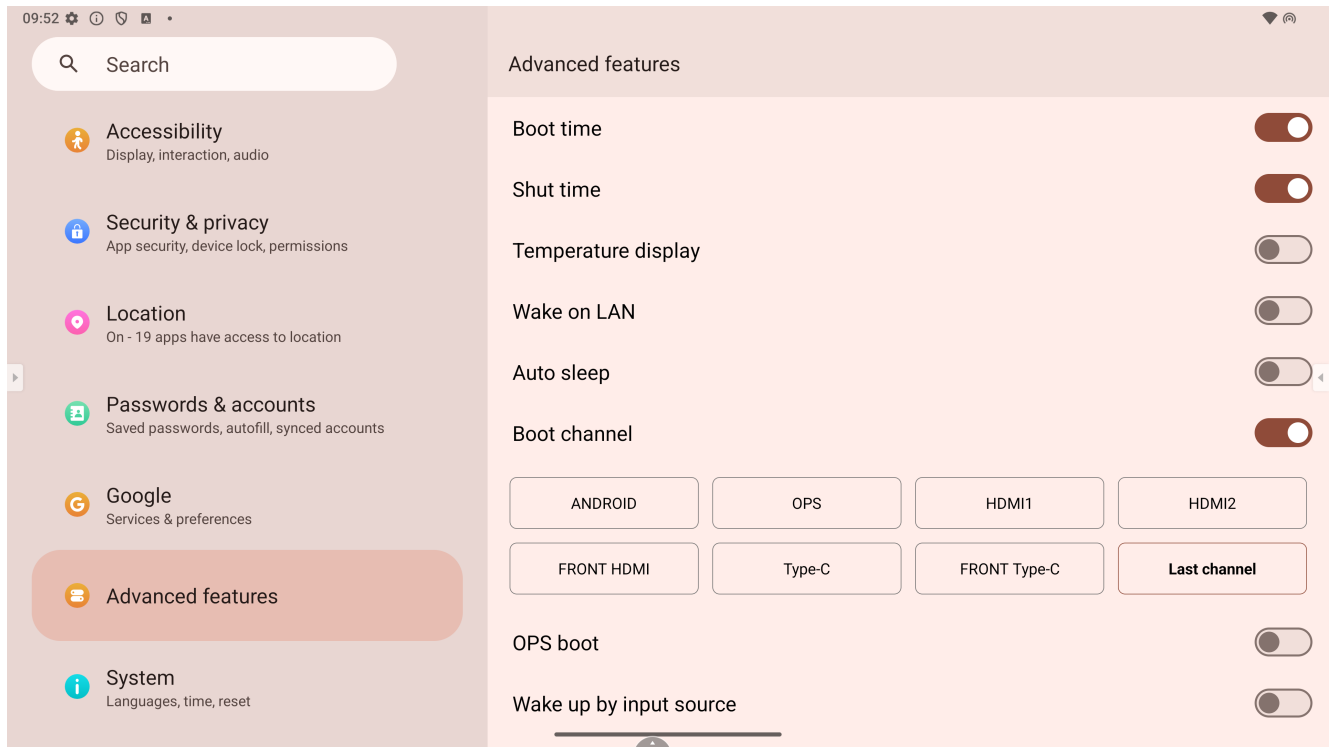 09:52
Search
Accessibility
Display, interaction, audio
Security & privacy
App security, device lock, permissions
Location
On - 19 apps have access to location
Passwords & accounts
Saved passwords, autofill, synced accounts
Google
Services & preferences
Advanced features
System
Languages, time, reset
Advanced features
Boot time
Shut time
Temperature display
Wake on LAN
Auto sleep
Boot channel
ANDROID OPS HDMI1 HDMI2
FRONT HDMI Type-C FRONT Type-C Last channel
OPS boot
Wake up by input source